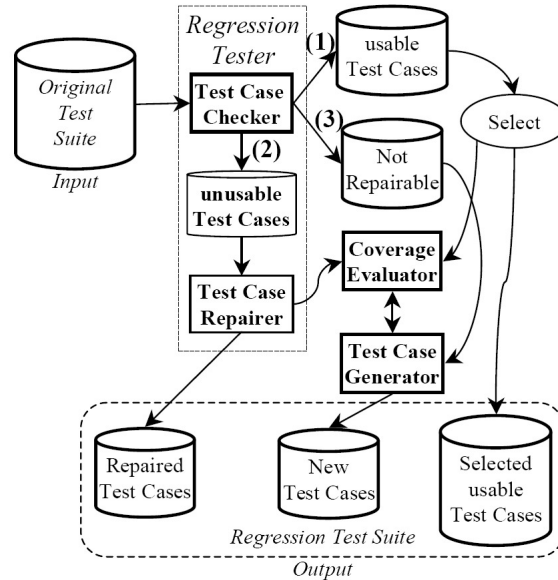 Regression
Tester
Original
Test
Suite
Input
Test Case
Checker
(1)
usable
Test Cases
Select
(2)
(3)
Not
Repairable
unusable
Test Cases
Coverage
Evaluator
Test Case
Repairer
Test Case
Generator
Repaired
Test Cases
New
Test Cases
Selected
usable
Test Cases
Regression Test Suite
Output